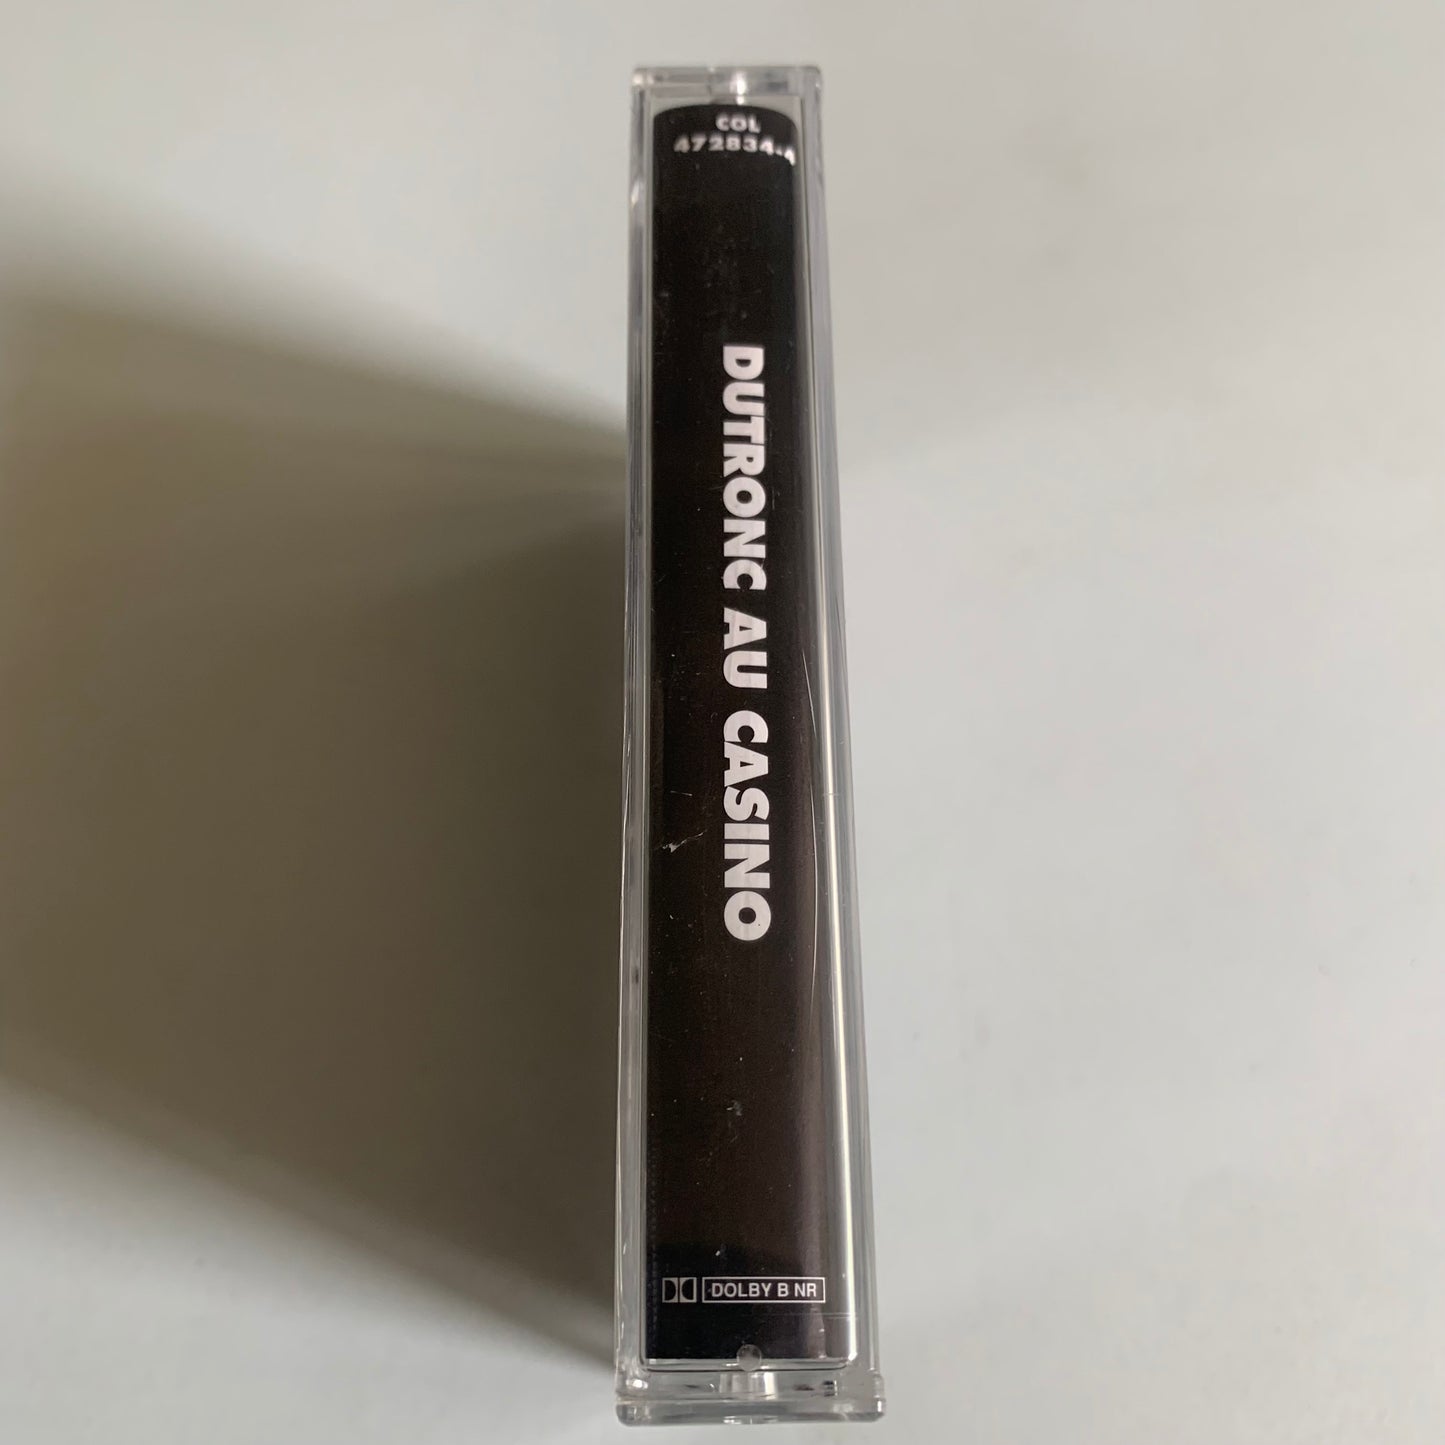 COL
472834-4
DUTRONC AU CASINO
DOLBY B NR